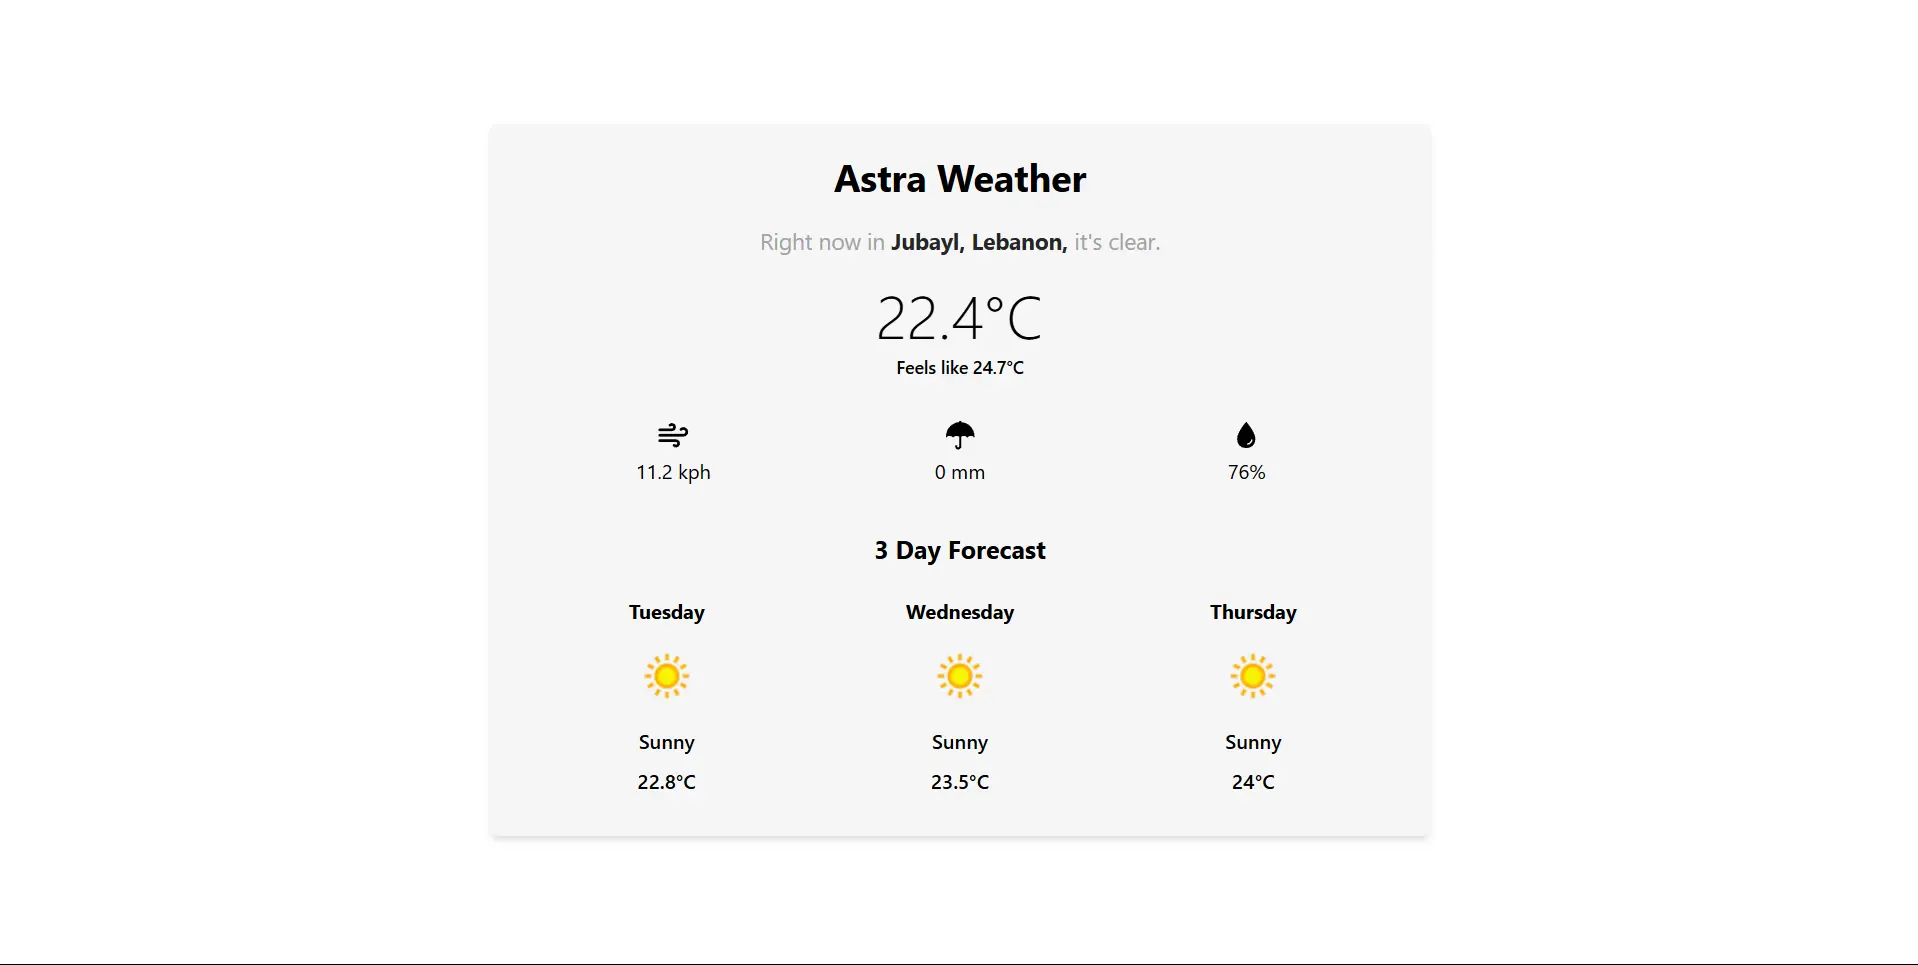 Astra Weather
Right now in Jubayl, Lebanon, it's clear.
22.4°C
Feels like 24.7°C
11.2 kph 0 mm 76%
3 Day Forecast
Tuesday Wednesday Thursday
Sunny Sunny Sunny
22.8°C 23.5°C 24°C